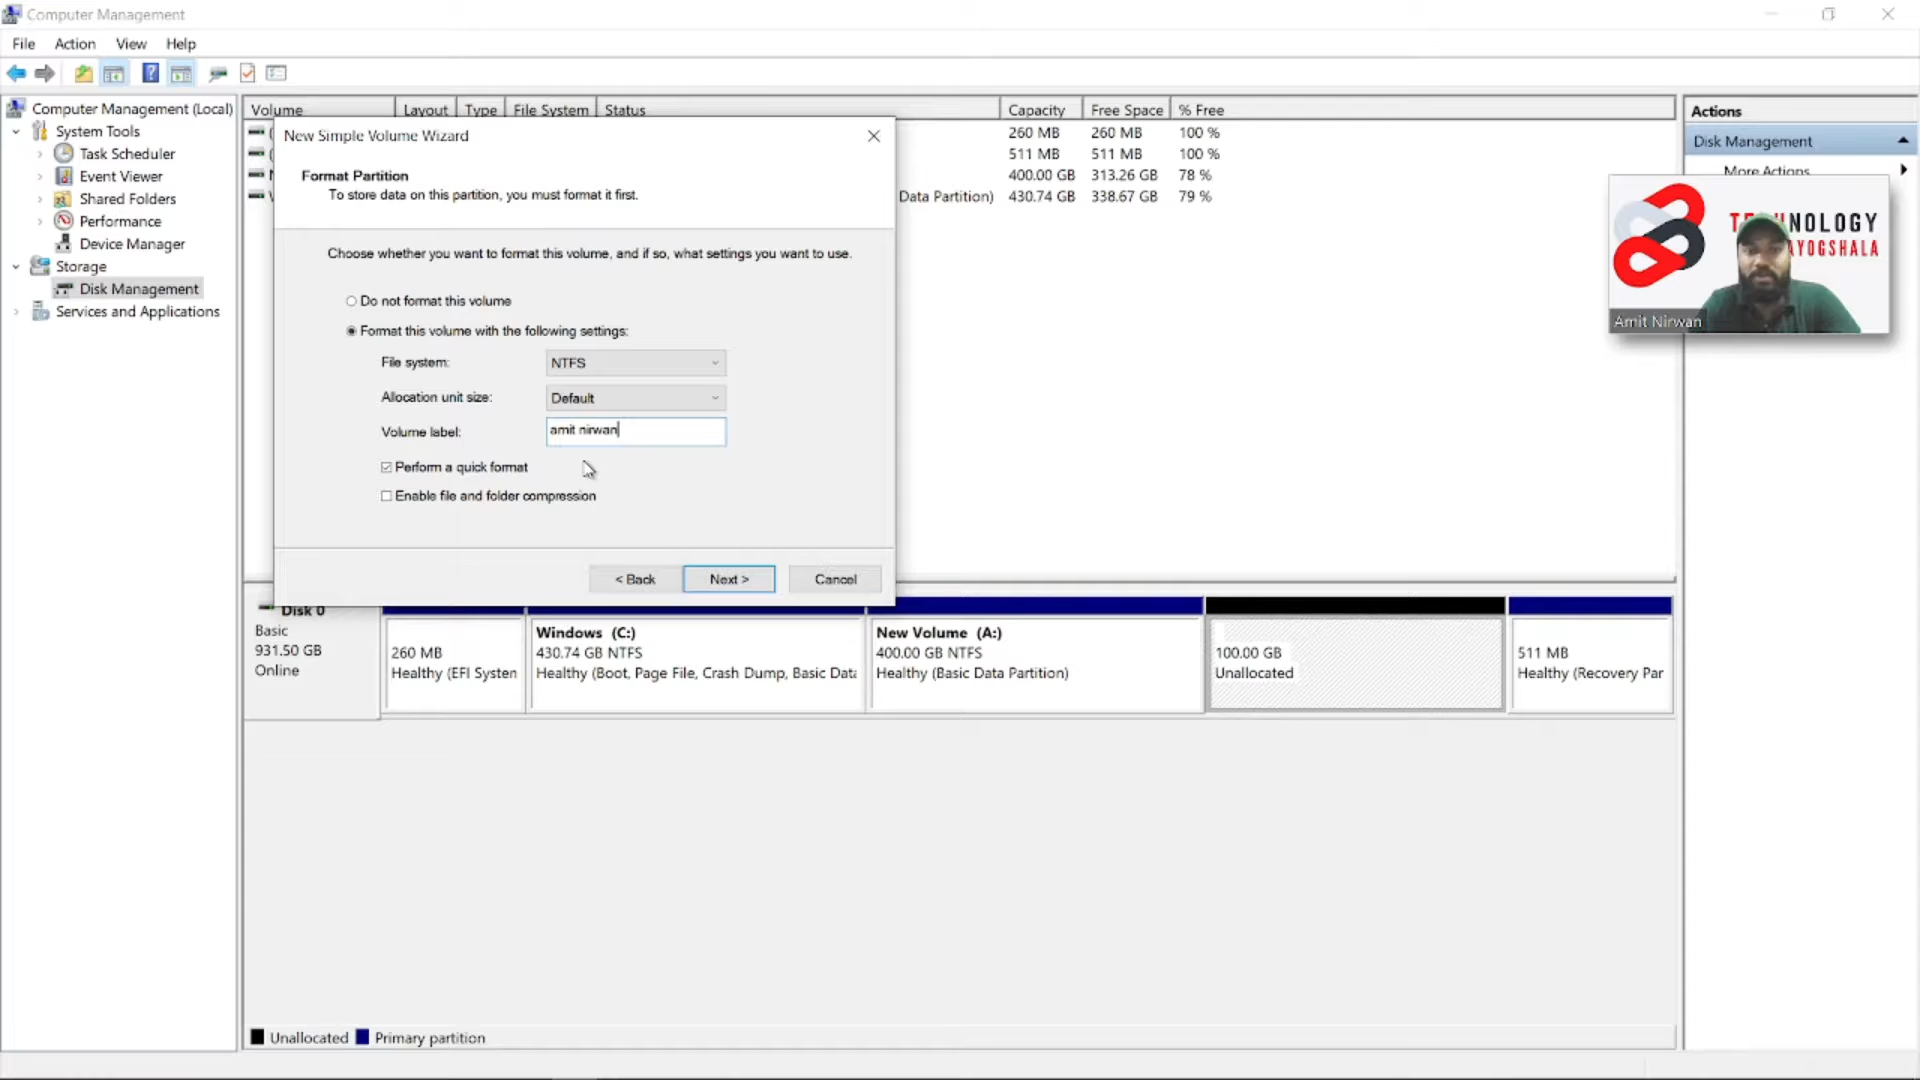 Computer Management
File Action View Help
Computer Management (Local)
System Tools
Task Scheduler
Event Viewer
Shared Folders
Performance
Device Manager
Storage
Disk Management
Services and Applications
Volume Layout Type File System Status Capacity Free Space % Free
260 MB 260 MB 100 %
511 MB 511 MB 100 %
400.00 GB 313.26 GB 78 %
Data Partition) 430.74 GB 338.67 GB 79 %
New Simple Volume Wizard
Format Partition
To store data on this partition, you must format it first.
Choose whether you want to format this volume, and if so, what settings you want to use.
Do not format this volume
Format this volume with the following settings:
File system: NTFS
Allocation unit size: Default
Volume label: amit nirwan
Perform a quick format
Enable file and folder compression
< Back Next > Cancel
Actions
Disk Management
More Actions
NOLOGY
AYOGSHALA
Amit Nirwan
Disk 0
Basic
931.50 GB
Online
260 MB
Healthy (EFI System
Windows (C:)
430.74 GB NTFS
Healthy (Boot, Page File, Crash Dump, Basic Data
New Volume (A:)
400.00 GB NTFS
Healthy (Basic Data Partition)
100.00 GB
Unallocated
511 MB
Healthy (Recovery Par
Unallocated Primary partition